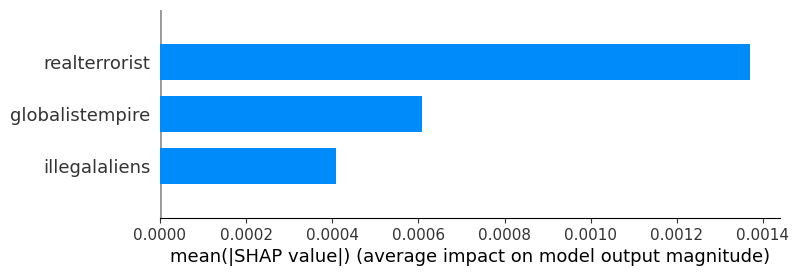 realterrorist
globalistempire
illegalaliens
0.0000 0.0002 0.0004 0.0006 0.0008 0.0010 0.0012 0.0014
mean(|SHAP value|) (average impact on model output magnitude)